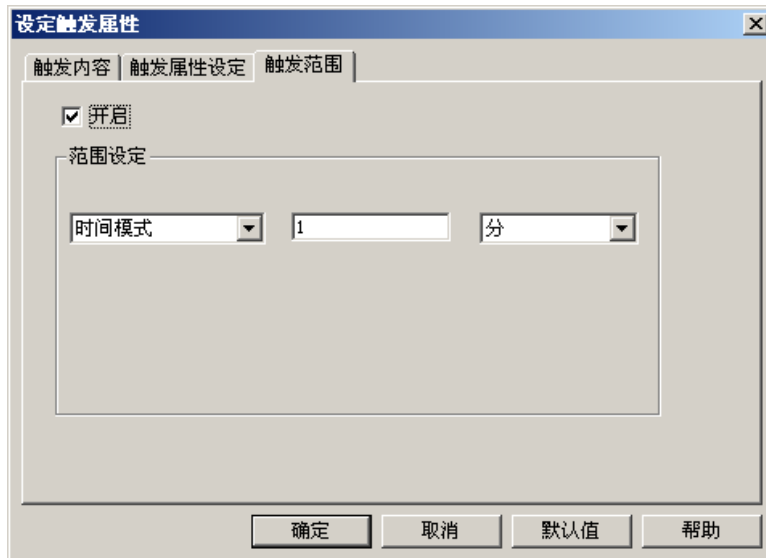 设定触发属性
触发内容 触发属性设定 触发范围
开启
范围设定
时间模式 1 分
确定 取消 默认值 帮助